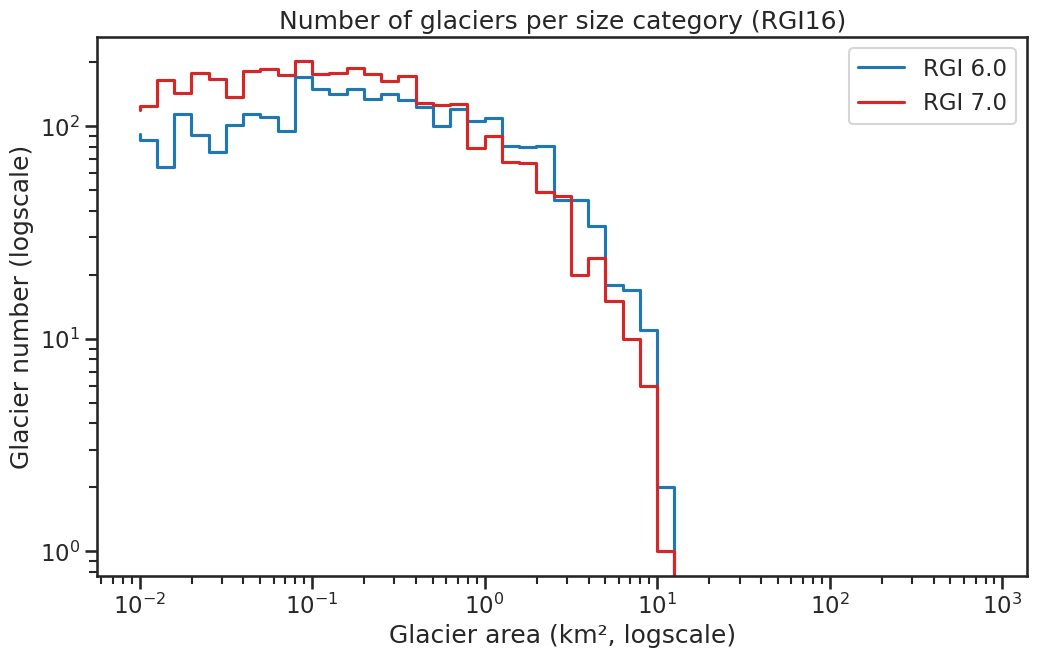 Number of glaciers per size category (RGI16)
RGI 6.0
RGI 7.0
Glacier number (logscale)
10²
10¹
10⁰
10⁻²
10⁻¹
10⁰
10¹
10²
10³
Glacier area (km², logscale)